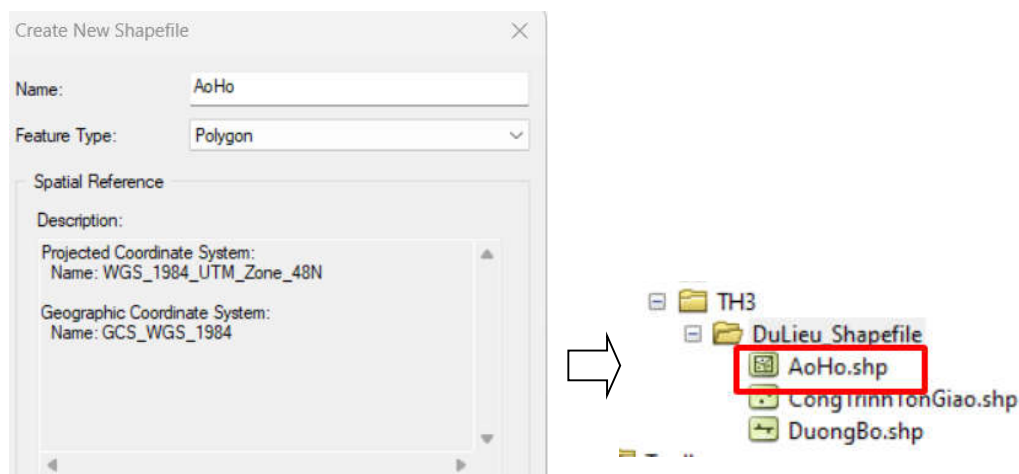 Create New Shapefile
Name: AoHo
Feature Type: Polygon
Spatial Reference
Description:
Projected Coordinate System:
Name: WGS_1984_UTM_Zone_48N
Geographic Coordinate System:
Name: GCS_WGS_1984
TH3
DuLieu_Shapefile
AoHo.shp
CongTrinhTonGiao.shp
DuongBo.shp